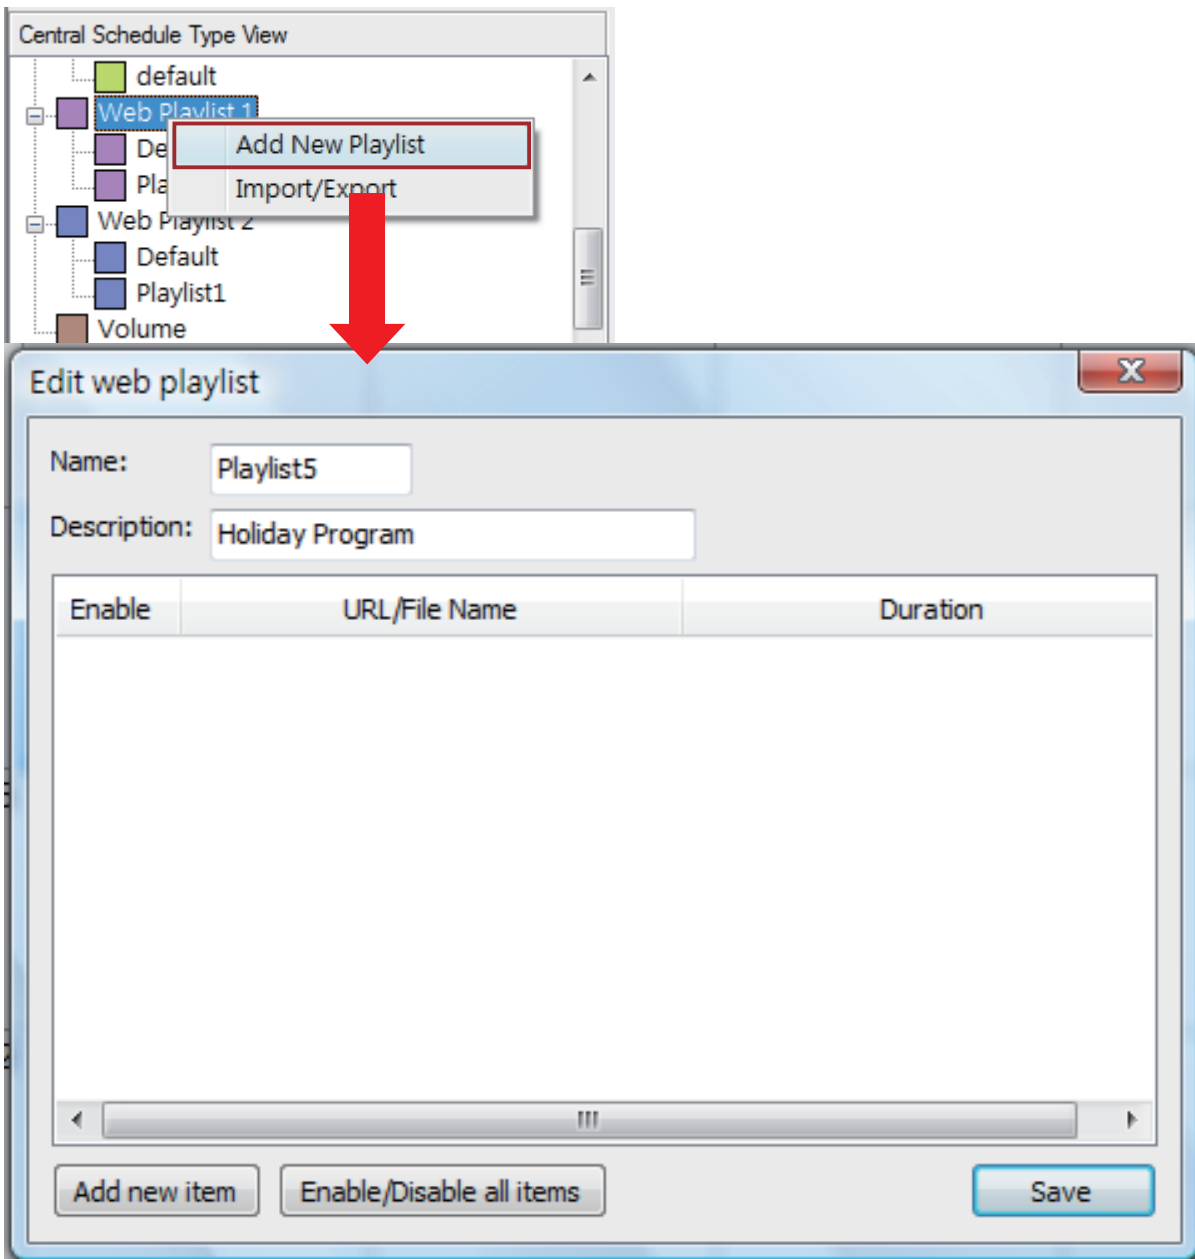 Central Schedule Type View
default
Web Playlist 1
Add New Playlist
De
Pla
Import/Export
Web Playlist 2
Default
Playlist1
Volume
Edit web playlist
Name: Playlist5
Description: Holiday Program
Enable URL/File Name Duration
Add new item Enable/Disable all items Save